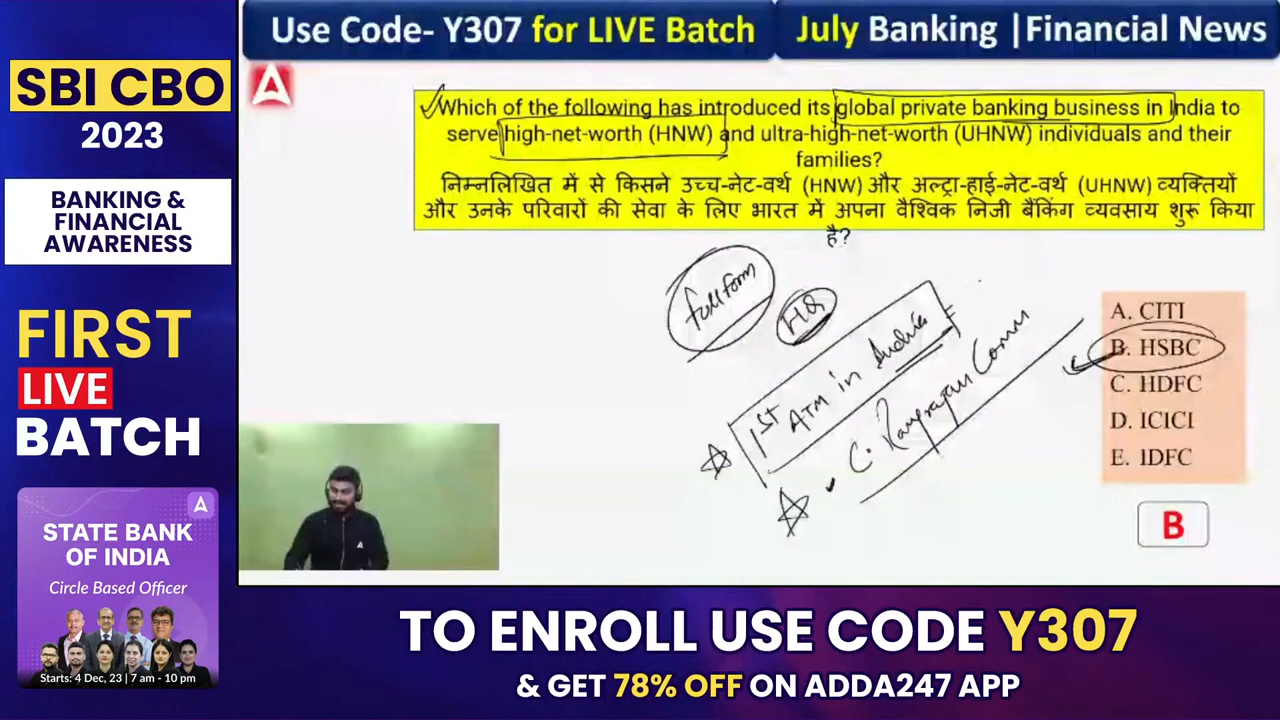 Use Code- Y307 for LIVE Batch
July Banking |Financial News
SBI CBO
2023
BANKING &
FINANCIAL
AWARENESS
FIRST
LIVE
BATCH
STATE BANK
OF INDIA
Circle Based Officer
Starts: 4 Dec, 23 | 7 am - 10 pm
Which of the following has introduced its global private banking business in India to
serve high-net-worth (HNW) and ultra-high-net-worth (UHNW) individuals and their
families?
निम्नलिखित में से किसने उच्च-नेट-वर्थ (HNW) और अल्ट्रा-हाई-नेट-वर्थ (UHNW) व्यक्तियों
और उनके परिवारों की सेवा के लिए भारत में अपना वैश्विक निजी बैंकिंग व्यवसाय शुरू किया
है?
full form
HQ
1ST ATM in India
C. Rangrajan Comm
A. CITI
B. HSBC
C. HDFC
D. ICICI
E. IDFC
B
TO ENROLL USE CODE Y307
& GET 78% OFF ON ADDA247 APP